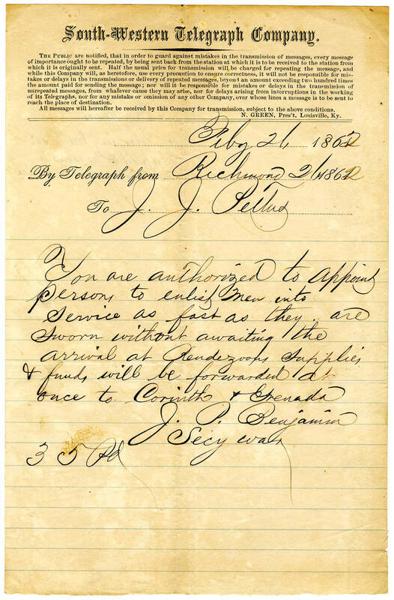 South-Western Telegraph Company.
THE PUBLIC are notified, that in order to guard against mistakes in the transmission of messages, every message
of importance ought to be repeated, by being sent back from the station at which it is to be received to the station from
which it is originally sent. Half the usual price for transmission will be charged for repeating the message, and
while this Company will, as heretofore, use every precaution to ensure correctness, it will not be responsible for mis-
takes or delays in the transmission or delivery of repeated messages, beyond an amount exceeding two hundred times
the amount paid for sending the message; nor will it be responsible for mistakes or delays in the transmission of
unrepeated messages, from whatever cause they may arise, nor for delays arising from interruptions in the working
of its Telegraphs, nor for any mistake or omission of any other Company, over whose lines a message is to be sent to
reach the place of destination.
All messages will hereafter be received by this Company for transmission, subject to the above conditions.
N. GREEN, Pres't, Louisville, Ky.
Feby 26 1862
By Telegraph from Richmond 26 1862
To J. J. Pettus
You are authorized to appoint
persons to enlist men into
service as fast as they are
sworn without awaiting the
arrival at Rendezvous Supplies
& funds will be forwarded at
once to Corinth & Grenada
J. P. Benjamin
Secy war
35 Pd